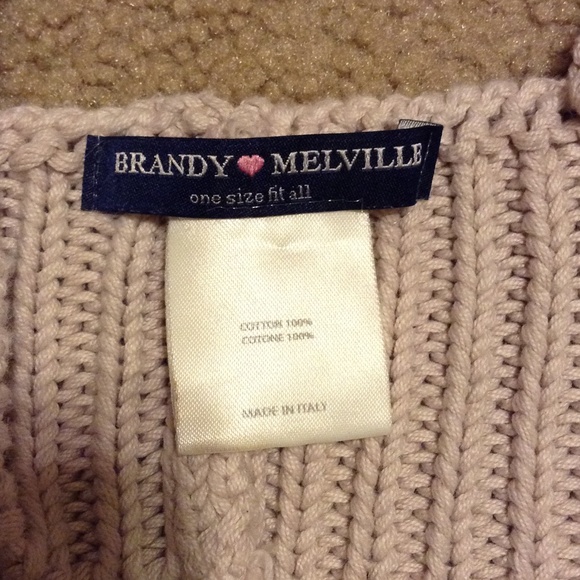 BRANDY MELVILLE
one size fit all
COTTON 100%
COTONE 100%
MADE IN ITALY